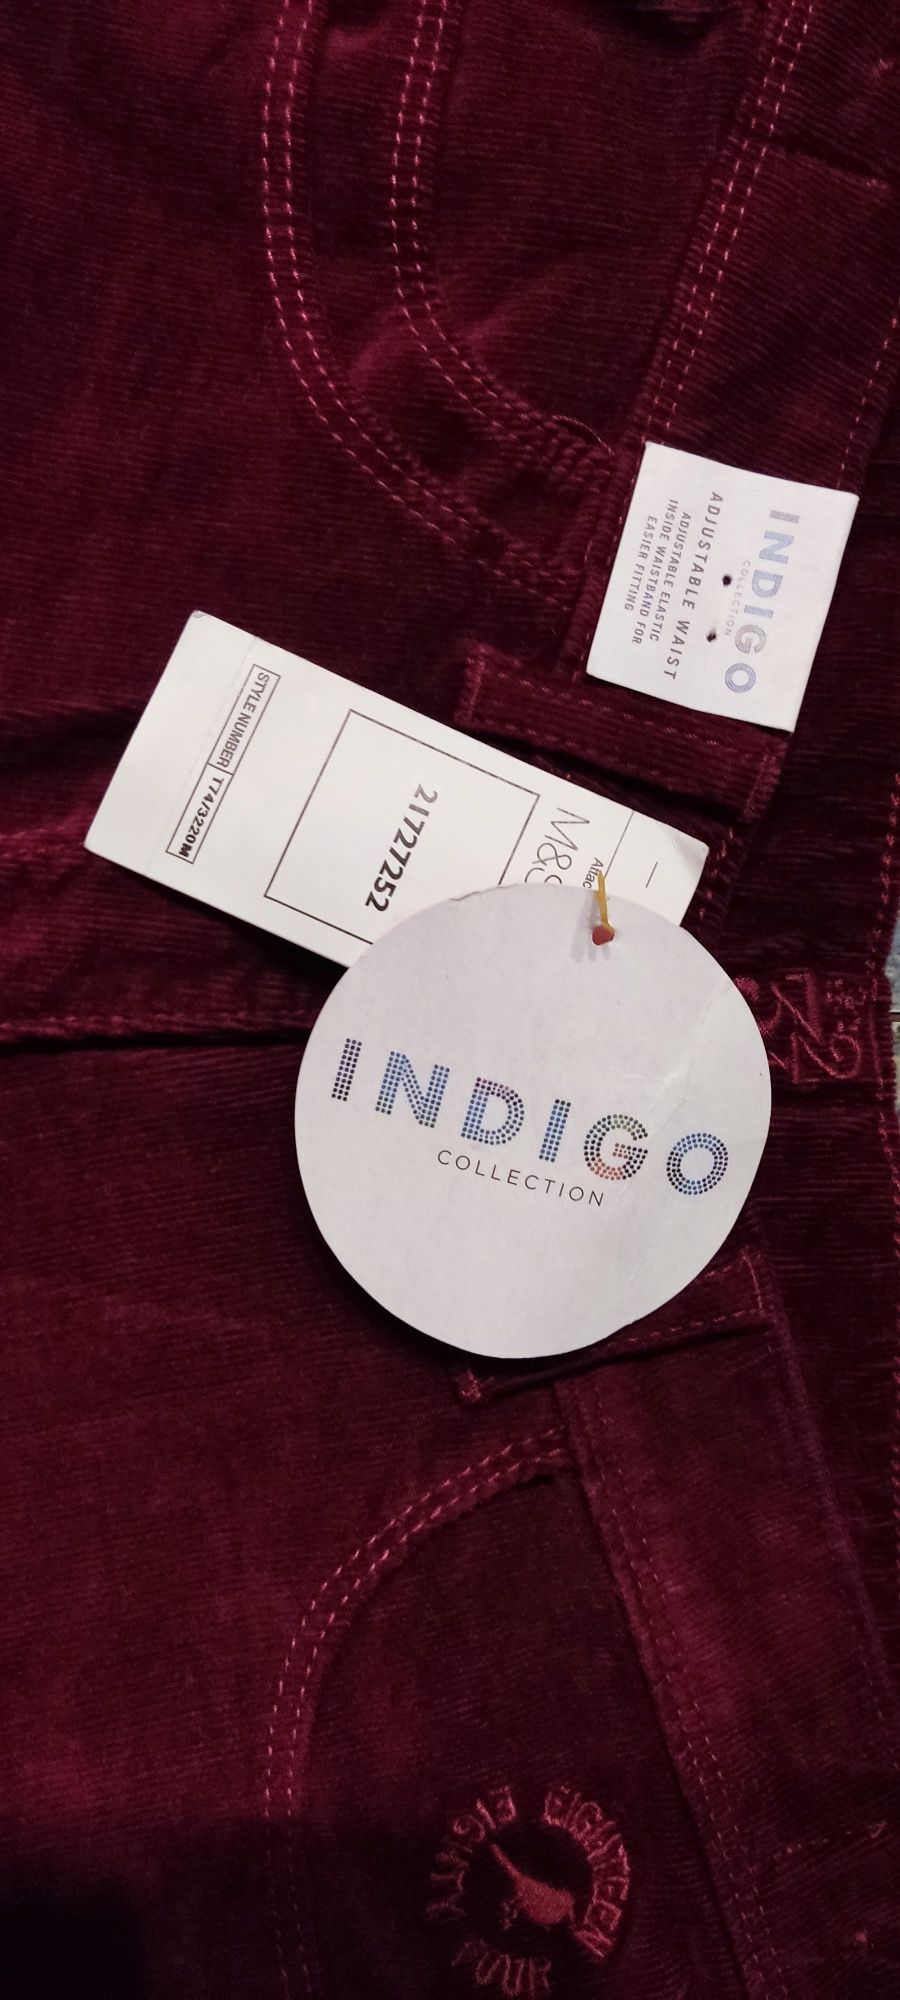 INDIGO
COLLECTION
ADJUSTABLE WAIST
ADJUSTABLE ELASTIC
INSIDE WAISTBAND FOR
EASIER FITTING
M&S
21727252
STYLE NUMBER T74/3220M
INDIGO
COLLECTION
EIGHTEEN
EIGHTY